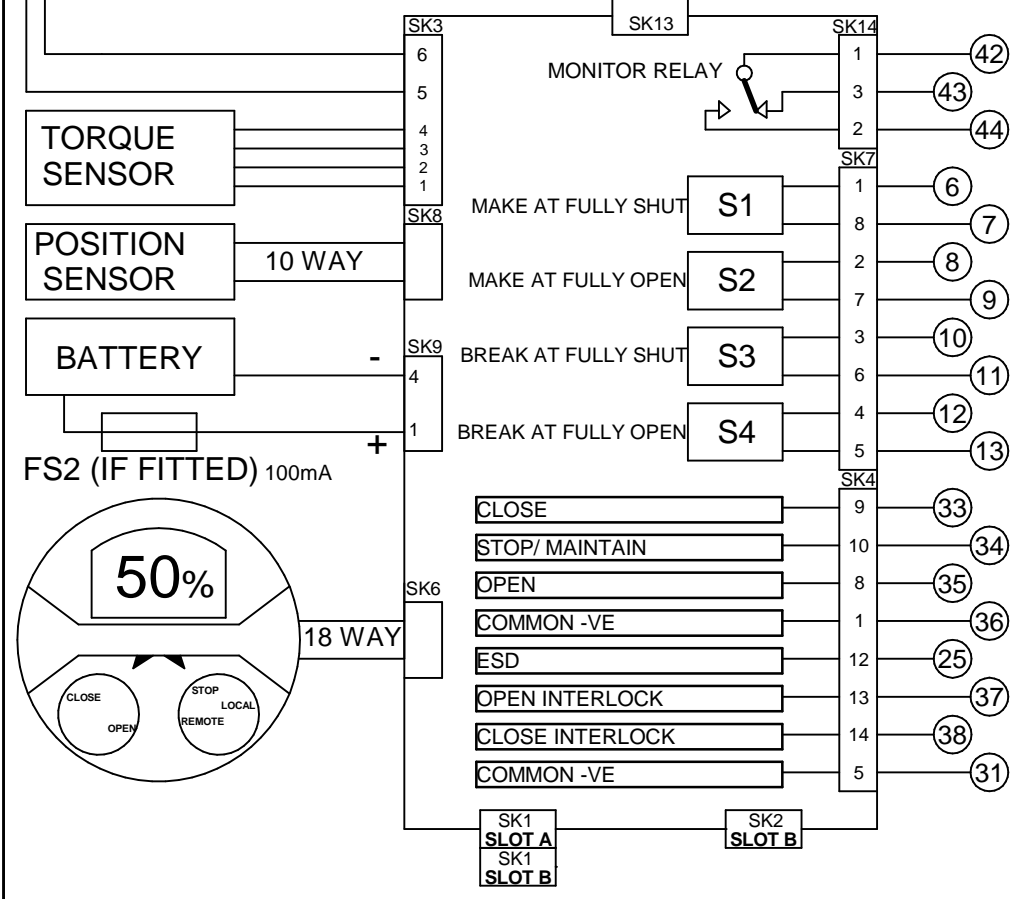 SK13
SK3
6
5
4
3
2
1
TORQUE
SENSOR
SK8
POSITION
SENSOR
10 WAY
BATTERY
-
SK9
4
1
+
FS2 (IF FITTED) 100mA
50%
CLOSE
OPEN
STOP
LOCAL
REMOTE
18 WAY
SK6
MONITOR RELAY
SK14
1 42
3 43
2 44
SK7
MAKE AT FULLY SHUT S1
1 6
8 7
MAKE AT FULLY OPEN S2
2 8
7 9
BREAK AT FULLY SHUT S3
3 10
6 11
BREAK AT FULLY OPEN S4
4 12
5 13
SK4
CLOSE 9 33
STOP/ MAINTAIN 10 34
OPEN 8 35
COMMON -VE 1 36
ESD 12 25
OPEN INTERLOCK 13 37
CLOSE INTERLOCK 14 38
COMMON -VE 5 31
SK1
SLOT A
SK1
SLOT B
SK2
SLOT B